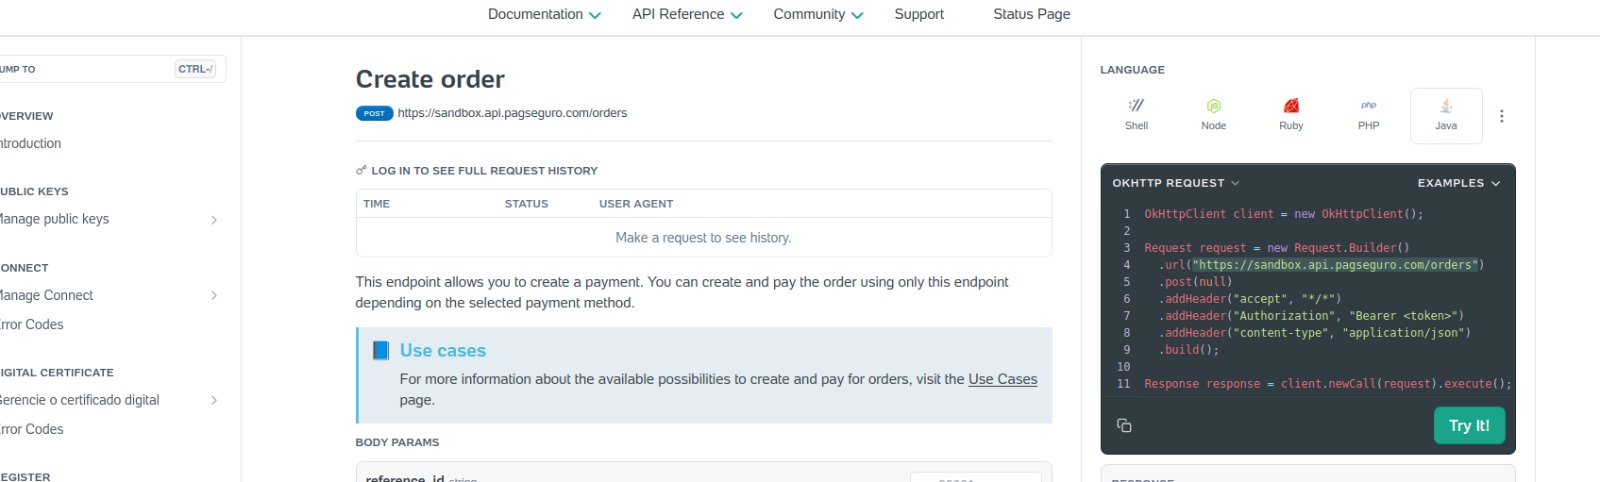 Documentation API Reference Community Support Status Page
UMP TO CTRL-/
VERVIEW
ntroduction
UBLIC KEYS
anage public keys
ONNECT
anage Connect
rror Codes
IGITAL CERTIFICATE
erencie o certificado digital
rror Codes
EGISTER
Create order
POST https://sandbox.api.pagseguro.com/orders
LOG IN TO SEE FULL REQUEST HISTORY
TIME STATUS USER AGENT
Make a request to see history.
This endpoint allows you to create a payment. You can create and pay the order using only this endpoint
depending on the selected payment method.
Use cases
For more information about the available possibilities to create and pay for orders, visit the Use Cases
page.
BODY PARAMS
reference_id string
LANGUAGE
Shell Node Ruby php PHP Java
OKHTTP REQUEST EXAMPLES
1 OkHttpClient client = new OkHttpClient();
2
3 Request request = new Request.Builder()
4 .url("https://sandbox.api.pagseguro.com/orders")
5 .post(null)
6 .addHeader("accept", "*/*")
7 .addHeader("Authorization", "Bearer <token>")
8 .addHeader("content-type", "application/json")
9 .build();
10
11 Response response = client.newCall(request).execute();
Try It!
RESPONSE